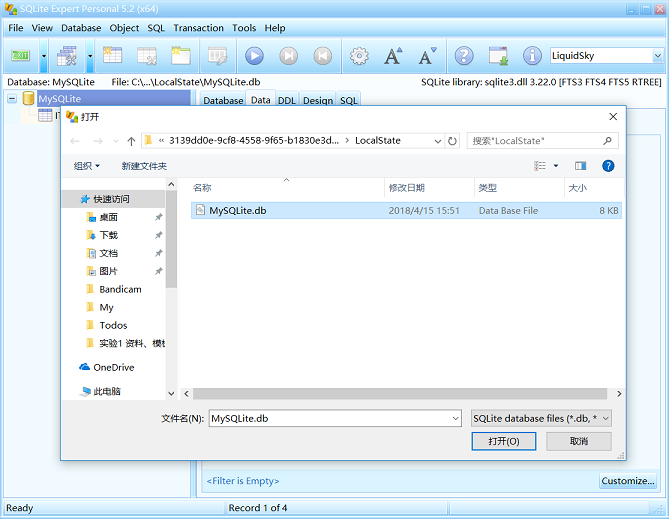 SQLite Expert Personal 5.2 (x64)
File View Database Object SQL Transaction Tools Help
LiquidSky
Database: MySQLite File: C:\...\LocalState\MySQLite.db SQLite library: sqlite3.dll 3.22.0 [FTS3 FTS4 FTS5 RTREE]
MySQLite
Database Data DDL Design SQL
打开
« 3139dd0e-9cf8-4558-9f65-b1830e3d... › LocalState
搜索"LocalState"
组织 新建文件夹
名称 修改日期 类型 大小
MySQLite.db 2018/4/15 15:51 Data Base File 8 KB
快速访问
桌面
下载
文档
图片
Bandicam
My
Todos
实验1 资料、模板
OneDrive
此电脑
文件名(N): MySQLite.db SQLite database files (*.db, *
打开(O) 取消
<Filter is Empty> Customize...
Ready Record 1 of 4